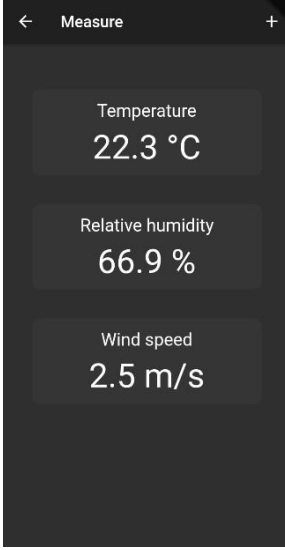 Measure
Temperature
22.3 °C
Relative humidity
66.9 %
Wind speed
2.5 m/s